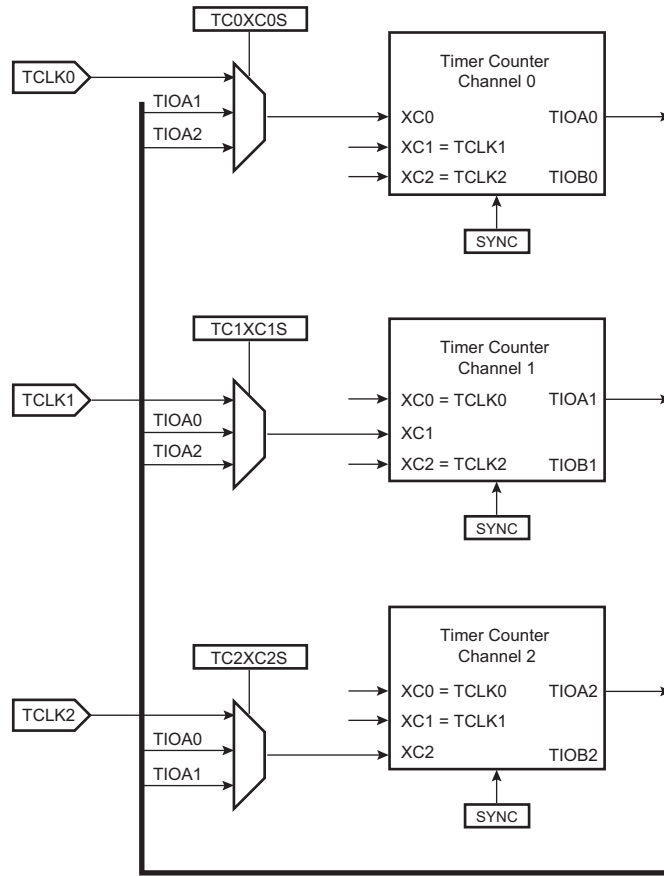 TC0XC0S
TCLK0
TIOA1
TIOA2
Timer Counter
Channel 0
XC0
TIOA0
XC1 = TCLK1
XC2 = TCLK2
TIOB0
SYNC
TC1XC1S
TCLK1
TIOA0
TIOA2
Timer Counter
Channel 1
XC0 = TCLK0
TIOA1
XC1
XC2 = TCLK2
TIOB1
SYNC
TC2XC2S
TCLK2
TIOA0
TIOA1
Timer Counter
Channel 2
XC0 = TCLK0
TIOA2
XC1 = TCLK1
XC2
TIOB2
SYNC